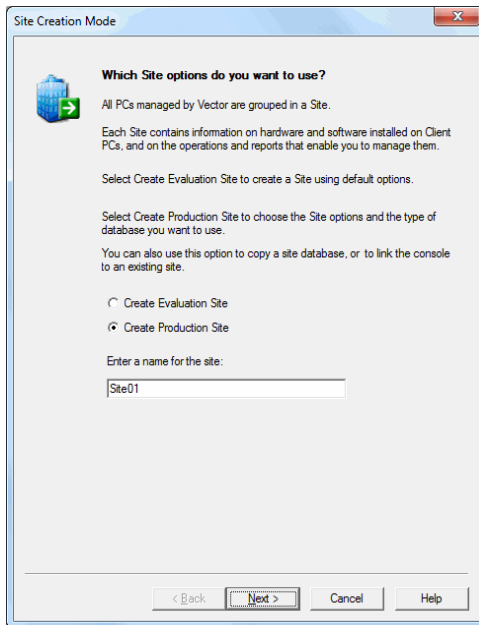 Site Creation Mode
Which Site options do you want to use?
All PCs managed by Vector are grouped in a Site.
Each Site contains information on hardware and software installed on Client
PCs, and on the operations and reports that enable you to manage them.
Select Create Evaluation Site to create a Site using default options.
Select Create Production Site to choose the Site options and the type of
database you want to use.
You can also use this option to copy a site database, or to link the console
to an existing site.
Create Evaluation Site
Create Production Site
Enter a name for the site:
Site01
< Back
Next >
Cancel
Help